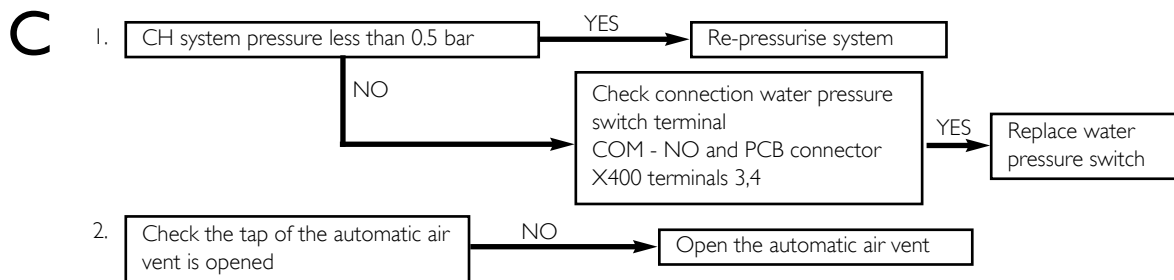 C
1. CH system pressure less than 0.5 bar YES Re-pressurise system
NO
Check connection water pressure
switch terminal
COM - NO and PCB connector
X400 terminals 3,4
YES
Replace water
pressure switch
2. Check the tap of the automatic air
vent is opened
NO
Open the automatic air vent